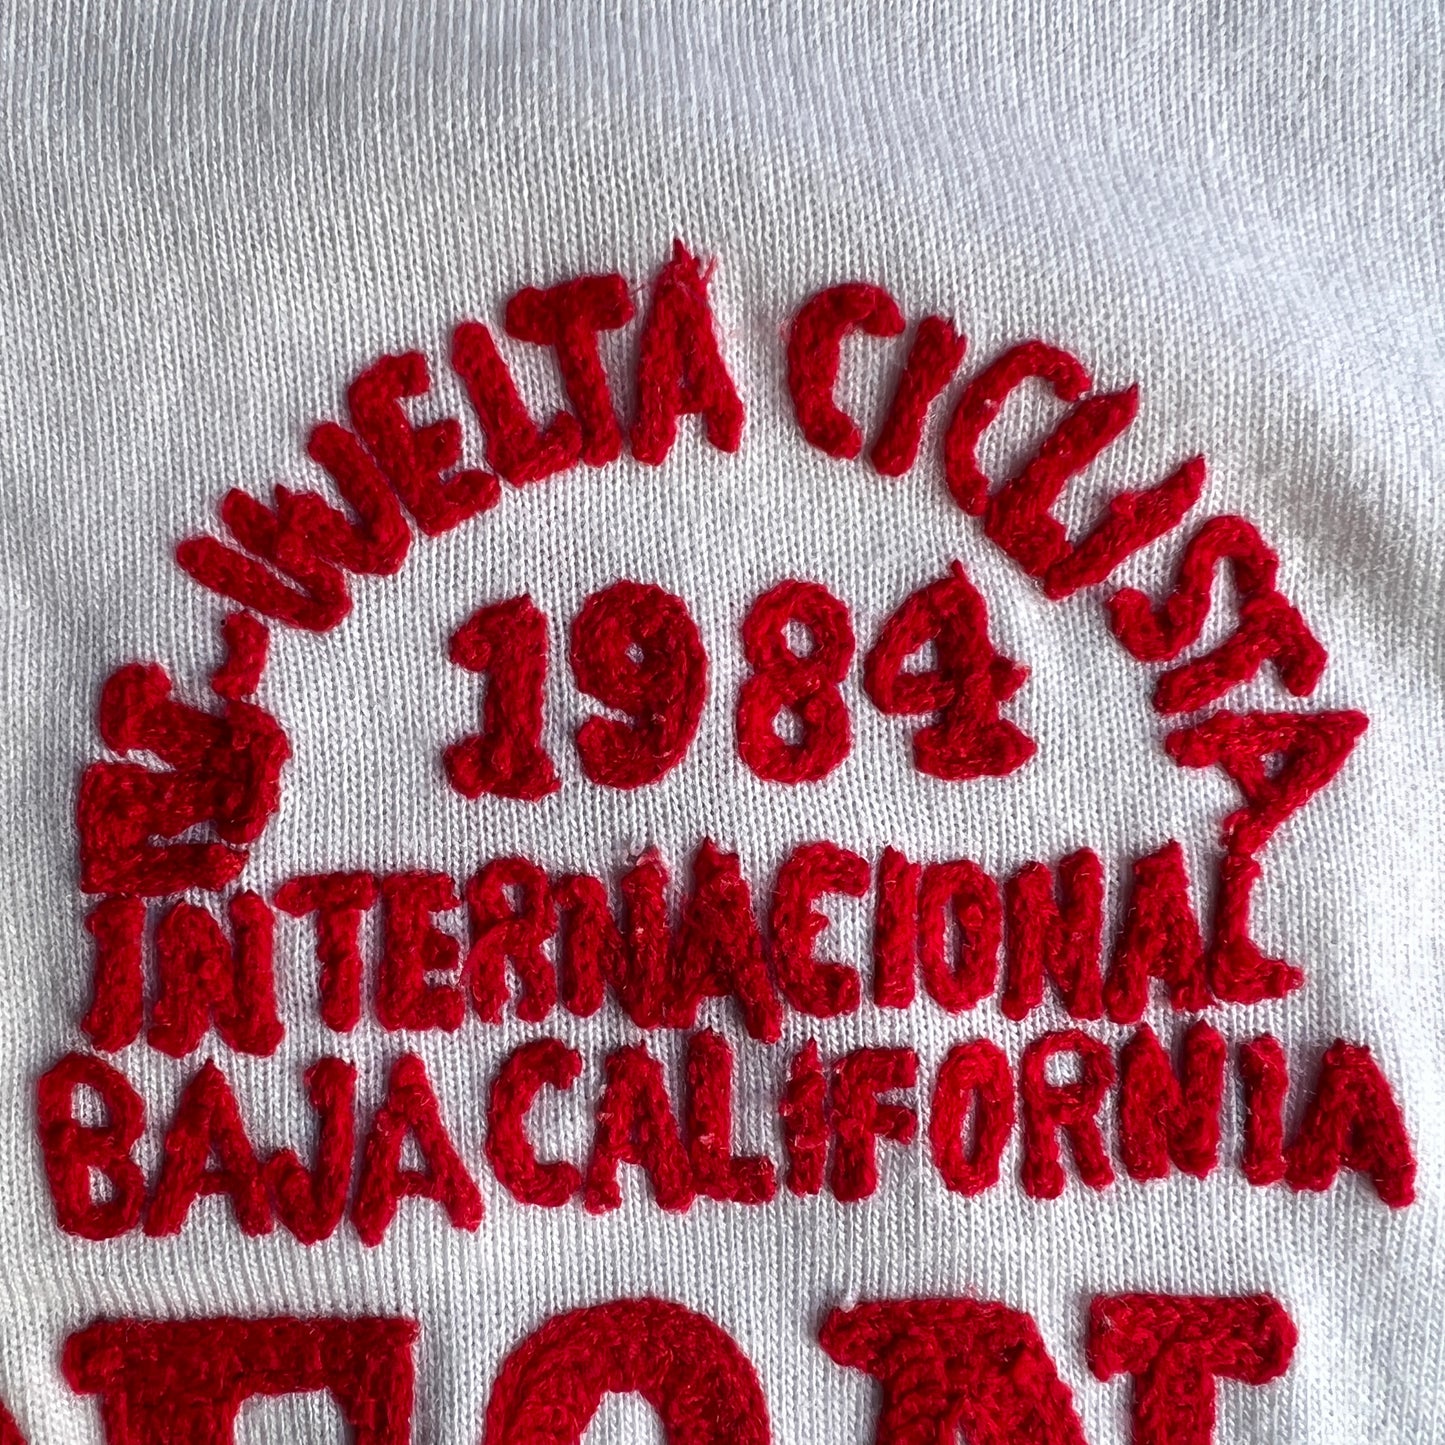 VUELTA CICLISTA
1984
INTERNACIONAL
BAJA CALIFORNIA